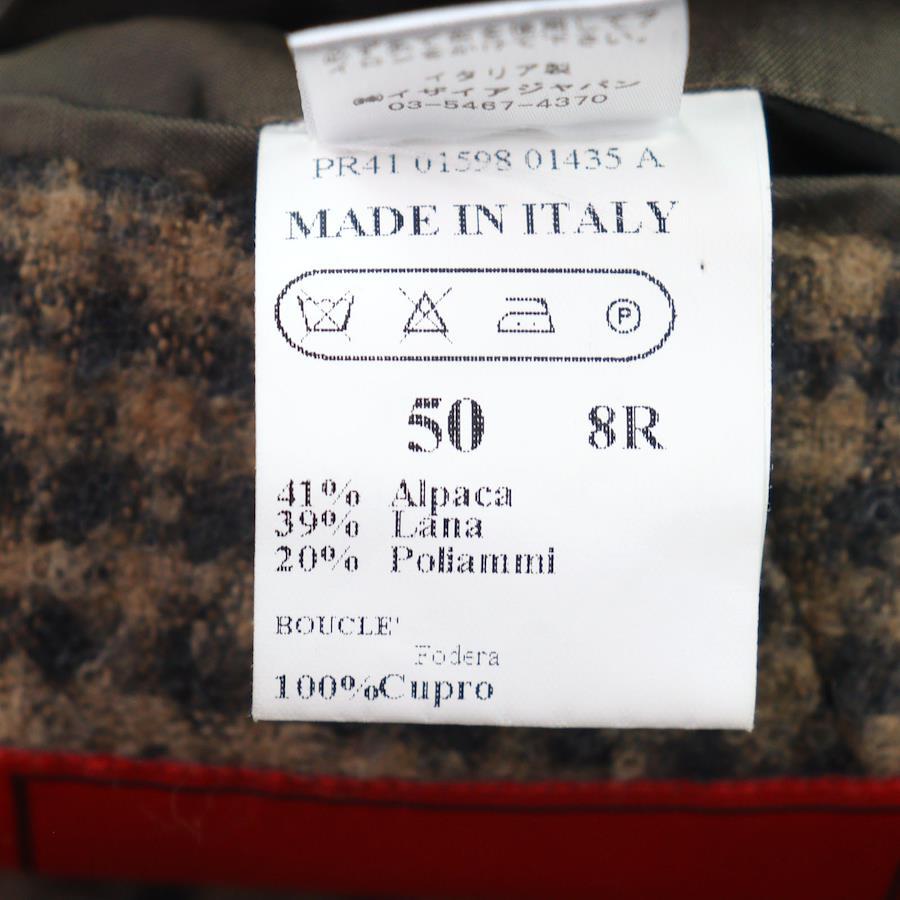 イタリア製
イザイアジャパン
03-5467-4370
PR41 01598 01435 A
MADE IN ITALY
P
50 8R
41% Alpaca
39% Lana
20% Poliammi
BOUCLE'
Fodera
100%Cupro